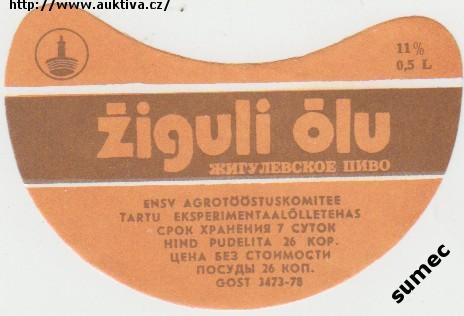 http://www.auktiva.cz/
11%
0,5 L
žiguli õlu
ЖИГУЛЕВСКОЕ ПИВО
ENSV AGROTÖÖSTUSKOMITEE
TARTU EKSPERIMENTAALÕLLETEHAS
СРОК ХРАНЕНИЯ 7 СУТОК
HIND PUDELITA 26 KOP.
ЦЕНА БЕЗ СТОИМОСТИ
ПОСУДЫ 26 КОП.
GOST 3473-78
sumec